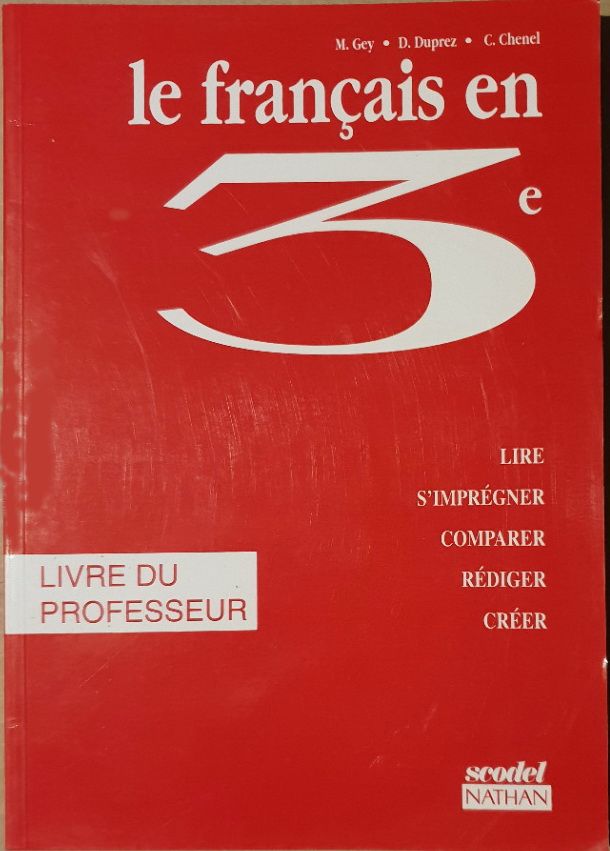 M. Gey • D. Duprez • C. Chenel
le français en
3e
LIRE
S'IMPRÉGNER
COMPARER
RÉDIGER
CRÉER
LIVRE DU
PROFESSEUR
scodel
NATHAN